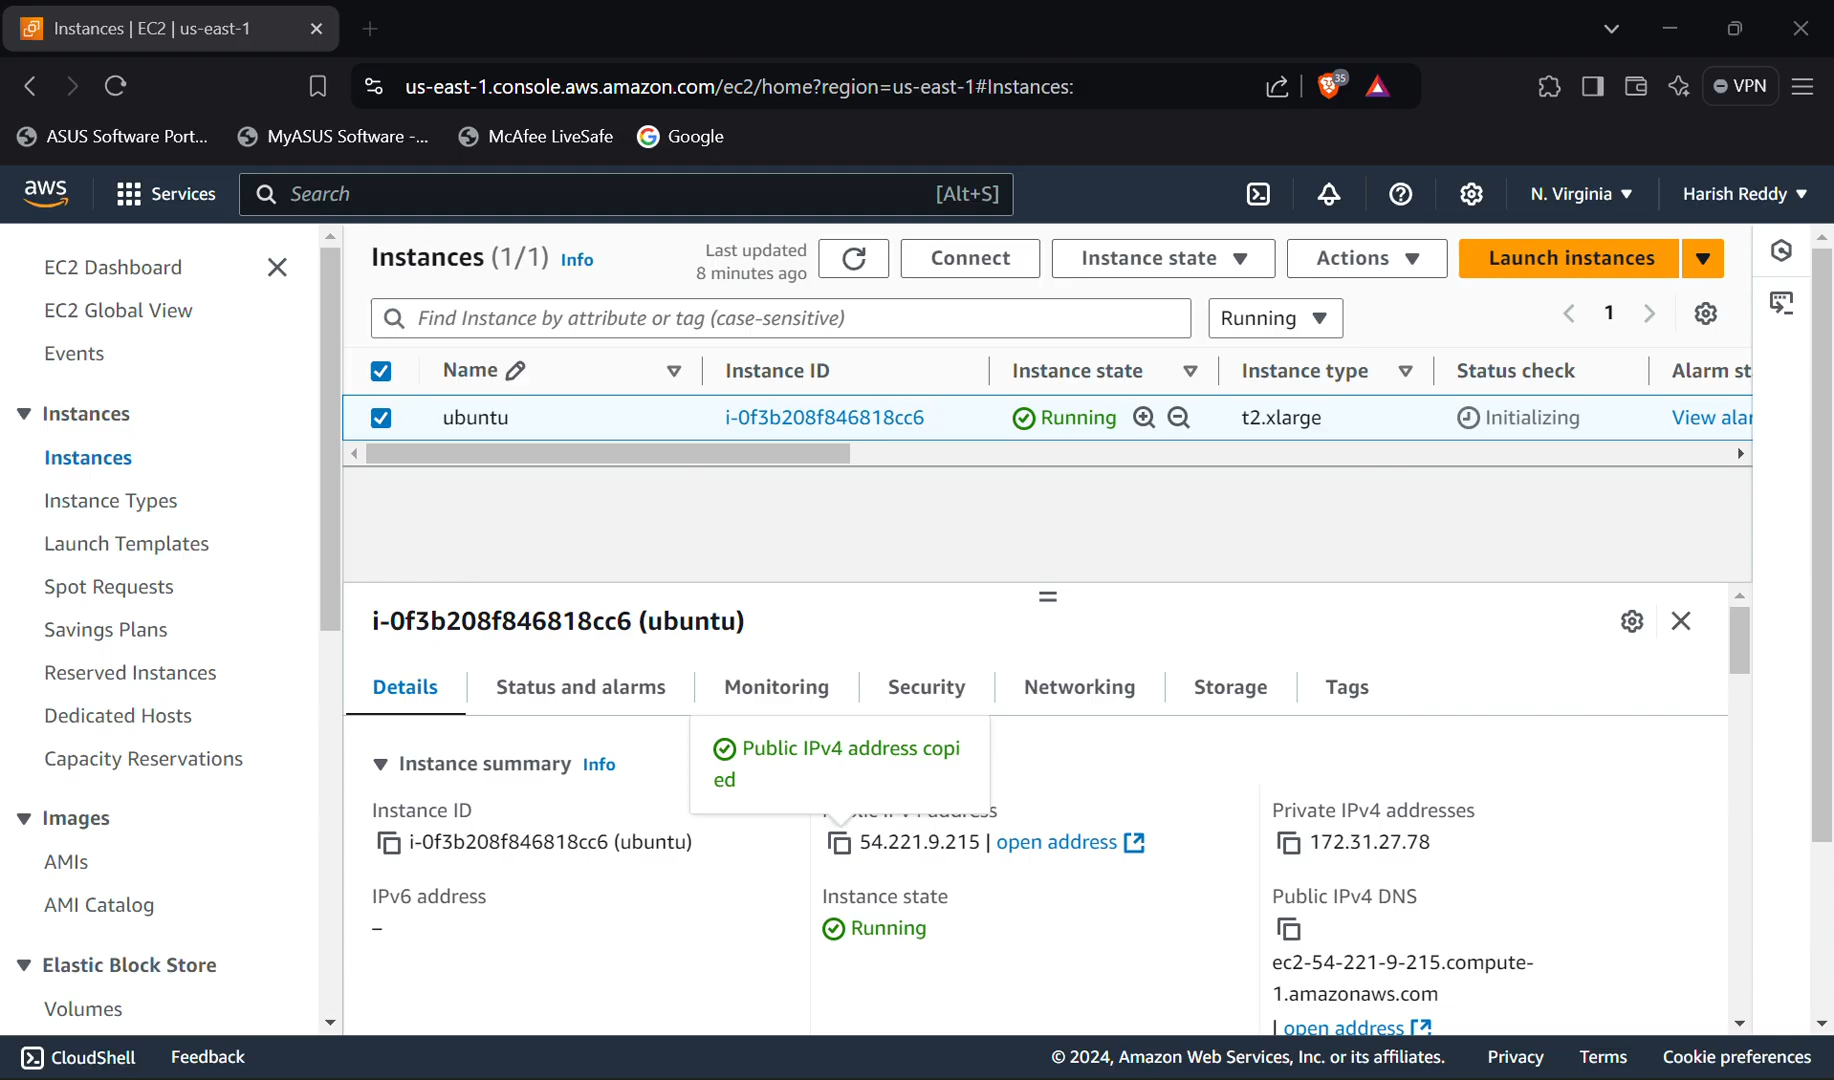 Instances | EC2 | us-east-1
us-east-1.console.aws.amazon.com/ec2/home?region=us-east-1#Instances:
35
VPN
ASUS Software Port...
MyASUS Software -...
McAfee LiveSafe
Google
aws
Services
Search
[Alt+S]
N. Virginia
Harish Reddy
EC2 Dashboard
EC2 Global View
Events
Instances
Instances
Instance Types
Launch Templates
Spot Requests
Savings Plans
Reserved Instances
Dedicated Hosts
Capacity Reservations
Images
AMIs
AMI Catalog
Elastic Block Store
Volumes
Instances (1/1) Info
Last updated
8 minutes ago
Connect
Instance state
Actions
Launch instances
Find Instance by attribute or tag (case-sensitive)
Running
1
Name
Instance ID
Instance state
Instance type
Status check
Alarm st
ubuntu
i-0f3b208f846818cc6
Running
t2.xlarge
Initializing
View alar
i-0f3b208f846818cc6 (ubuntu)
Details
Status and alarms
Monitoring
Security
Networking
Storage
Tags
Public IPv4 address copi
ed
Instance summary Info
Instance ID
i-0f3b208f846818cc6 (ubuntu)
54.221.9.215 | open address
Private IPv4 addresses
172.31.27.78
IPv6 address
–
Instance state
Running
Public IPv4 DNS
ec2-54-221-9-215.compute-
1.amazonaws.com
| open address
CloudShell
Feedback
© 2024, Amazon Web Services, Inc. or its affiliates.
Privacy
Terms
Cookie preferences